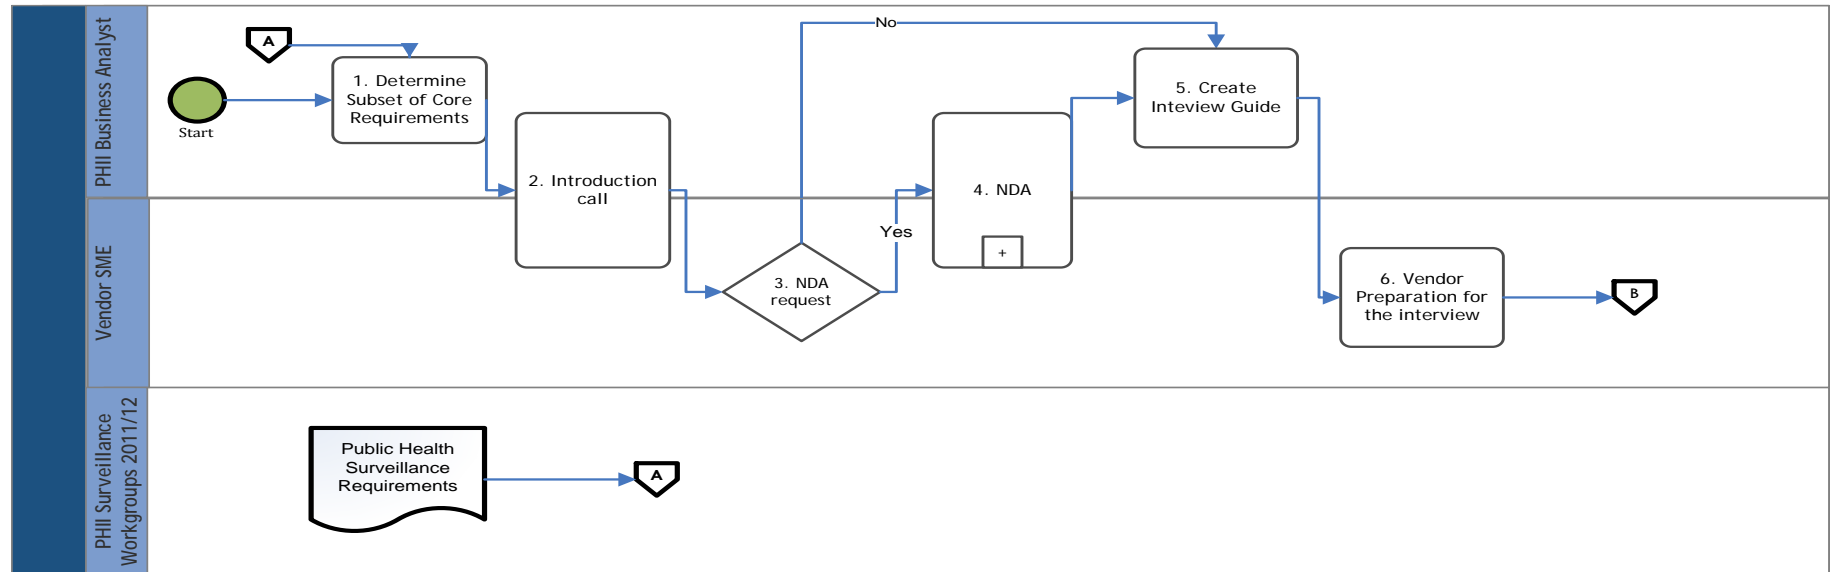 PHII Business Analyst
A
Start
1. Determine
Subset of Core
Requirements
2. Introduction
call
No
3. NDA
request
Yes
4. NDA
+
5. Create
Inteview Guide
Vendor SME
6. Vendor
Preparation for
the interview
B
PHII Surveillance
Workgroups 2011/12
Public Health
Surveillance
Requirements
A